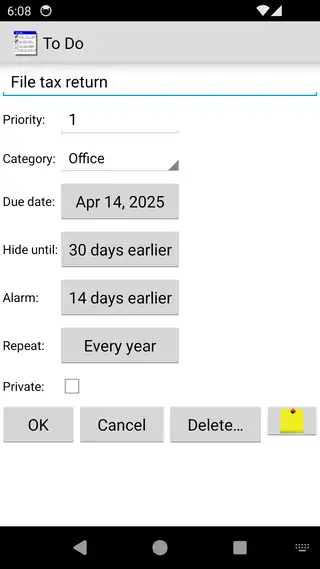 6:08
To Do
File tax return
Priority: 1
Category: Office
Due date: Apr 14, 2025
Hide until: 30 days earlier
Alarm: 14 days earlier
Repeat: Every year
Private:
OK Cancel Delete...